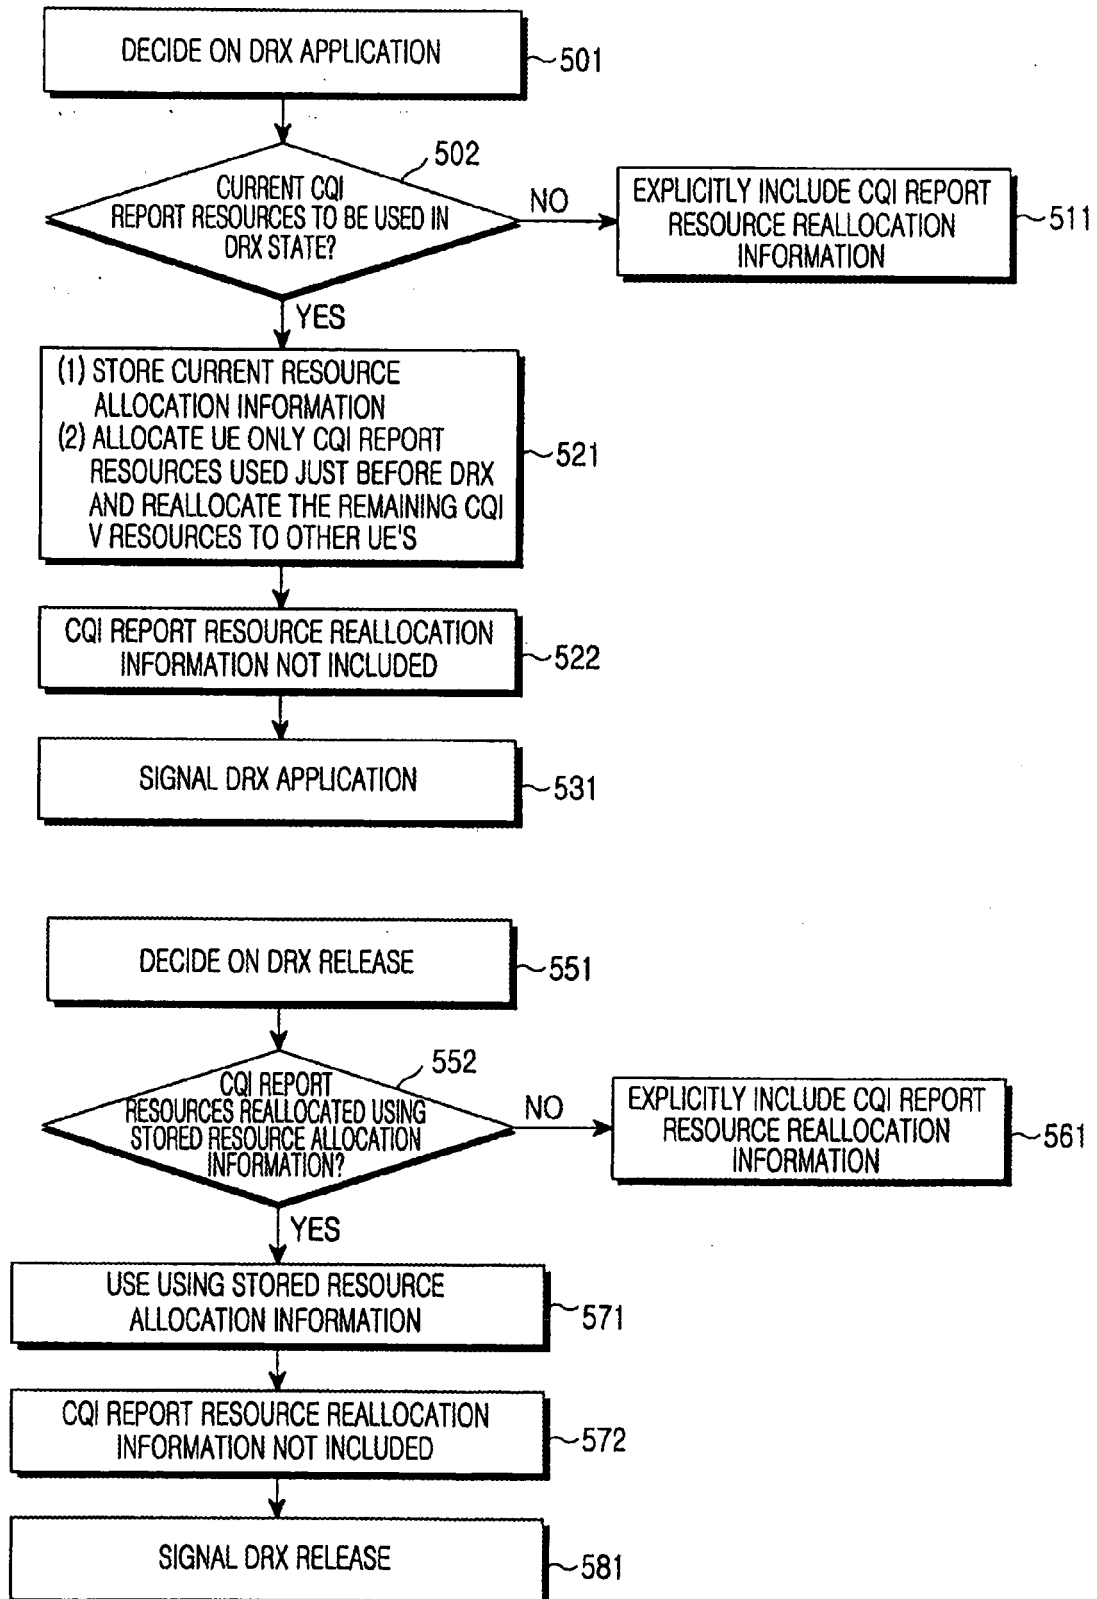 DECIDE ON DRX APPLICATION
501
502
CURRENT CQI
REPORT RESOURCES TO BE USED IN
DRX STATE?
NO
EXPLICITLY INCLUDE CQI REPORT
RESOURCE REALLOCATION
INFORMATION
511
YES
(1) STORE CURRENT RESOURCE
ALLOCATION INFORMATION
(2) ALLOCATE UE ONLY CQI REPORT
RESOURCES USED JUST BEFORE DRX
AND REALLOCATE THE REMAINING CQI
V RESOURCES TO OTHER UE'S
521
CQI REPORT RESOURCE REALLOCATION
INFORMATION NOT INCLUDED
522
SIGNAL DRX APPLICATION
531
DECIDE ON DRX RELEASE
551
552
CQI REPORT
RESOURCES REALLOCATED USING
STORED RESOURCE ALLOCATION
INFORMATION?
NO
EXPLICITLY INCLUDE CQI REPORT
RESOURCE REALLOCATION
INFORMATION
561
YES
USE USING STORED RESOURCE
ALLOCATION INFORMATION
571
CQI REPORT RESOURCE REALLOCATION
INFORMATION NOT INCLUDED
572
SIGNAL DRX RELEASE
581